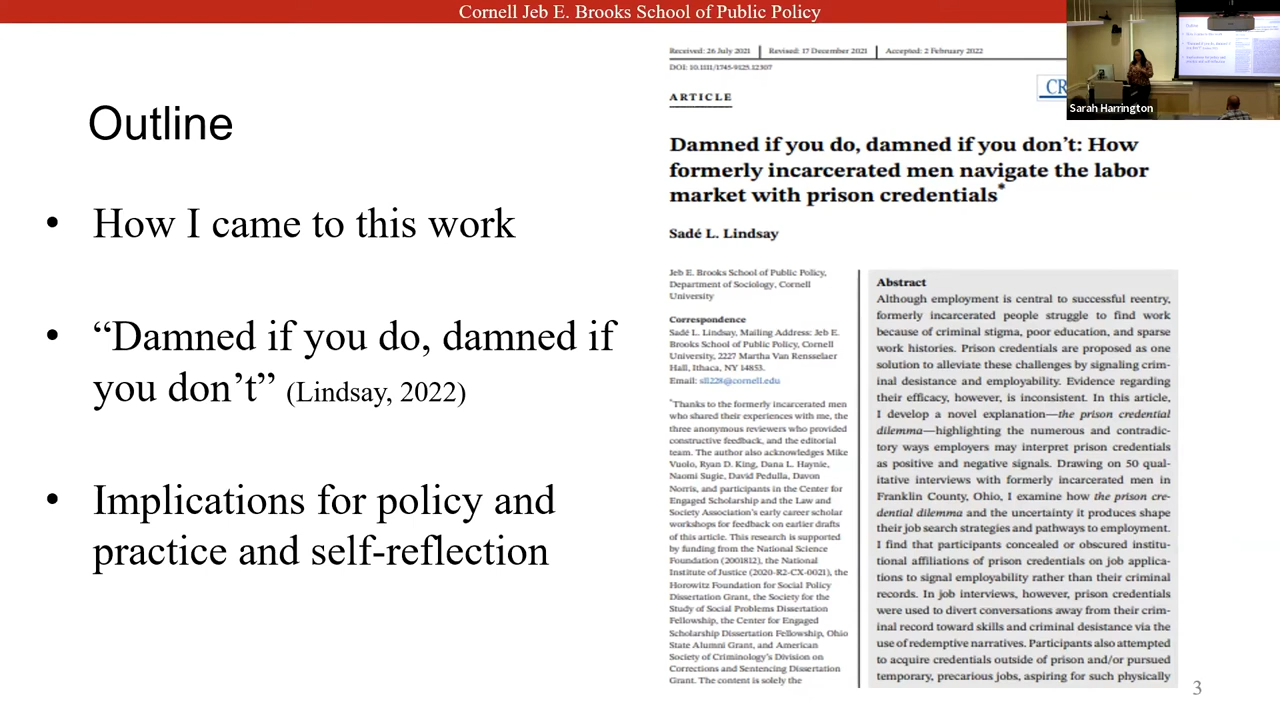 Cornell Jeb E. Brooks School of Public Policy
Sarah Harrington
Outline
• How I came to this work
• “Damned if you do, damned if
you don’t” (Lindsay, 2022)
• Implications for policy and
practice and self-reflection
Received: 26 July 2021 | Revised: 17 December 2021 | Accepted: 2 February 2022
DOI: 10.1111/1745-9125.12307
ARTICLE
CR
Damned if you do, damned if you don’t: How
formerly incarcerated men navigate the labor
market with prison credentials*
Sadé L. Lindsay
Jeb E. Brooks School of Public Policy,
Department of Sociology, Cornell
University
Correspondence
Sadé L. Lindsay, Mailing Address: Jeb E.
Brooks School of Public Policy, Cornell
University, 2227 Martha Van Rensselaer
Hall, Ithaca, NY 14853.
Email: sll228@cornell.edu
*Thanks to the formerly incarcerated men
who shared their experiences with me, the
three anonymous reviewers who provided
constructive feedback, and the editorial
team. The author also acknowledges Mike
Vuolo, Ryan D. King, Dana L. Haynie,
Naomi Sugie, David Pedulla, Davon
Norris, and participants in the Center for
Engaged Scholarship and the Law and
Society Association's early career scholar
workshops for feedback on earlier drafts
of this article. This research is supported
by funding from the National Science
Foundation (2001812), the National
Institute of Justice (2020-R2-CX-0021), the
Horowitz Foundation for Social Policy
Dissertation Grant, the Society for the
Study of Social Problems Dissertation
Fellowship, the Center for Engaged
Scholarship Dissertation Fellowship, Ohio
State Alumni Grant, and American
Society of Criminology's Division on
Corrections and Sentencing Dissertation
Grant. The content is solely the
Abstract
Although employment is central to successful reentry,
formerly incarcerated people struggle to find work
because of criminal stigma, poor education, and sparse
work histories. Prison credentials are proposed as one
solution to alleviate these challenges by signaling crim-
inal desistance and employability. Evidence regarding
their efficacy, however, is inconsistent. In this article,
I develop a novel explanation—the prison credential
dilemma—highlighting the numerous and contradic-
tory ways employers may interpret prison credentials
as positive and negative signals. Drawing on 50 qual-
itative interviews with formerly incarcerated men in
Franklin County, Ohio, I examine how the prison cre-
dential dilemma and the uncertainty it produces shape
their job search strategies and pathways to employment.
I find that participants concealed or obscured institu-
tional affiliations of prison credentials on job applica-
tions to signal employability rather than their criminal
records. In job interviews, however, prison credentials
were used to divert conversations away from their crim-
inal record toward skills and criminal desistance via the
use of redemptive narratives. Participants also attempted
to acquire credentials outside of prison and/or pursued
temporary, precarious jobs, aspiring for such physically
3